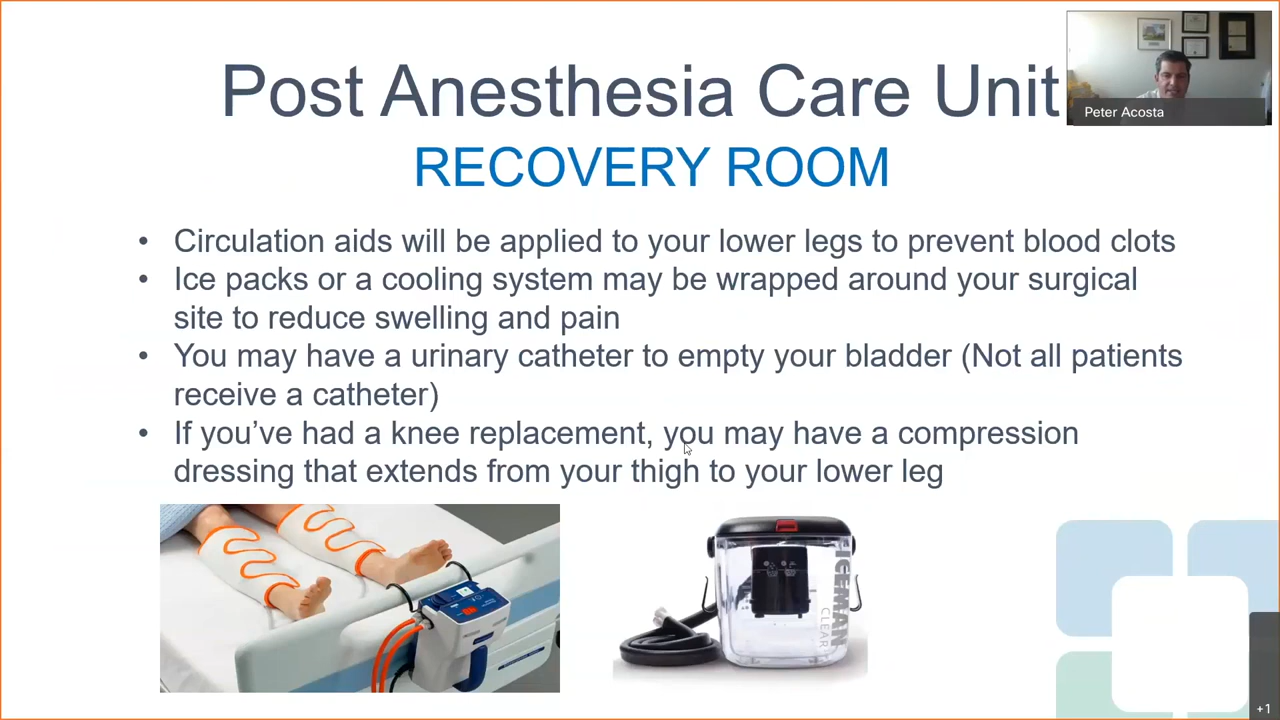 Post Anesthesia Care Unit
Peter Acosta
RECOVERY ROOM
• Circulation aids will be applied to your lower legs to prevent blood clots
• Ice packs or a cooling system may be wrapped around your surgical
site to reduce swelling and pain
• You may have a urinary catheter to empty your bladder (Not all patients
receive a catheter)
• If you’ve had a knee replacement, you may have a compression
dressing that extends from your thigh to your lower leg
ICEMAN
CLEAR
+1